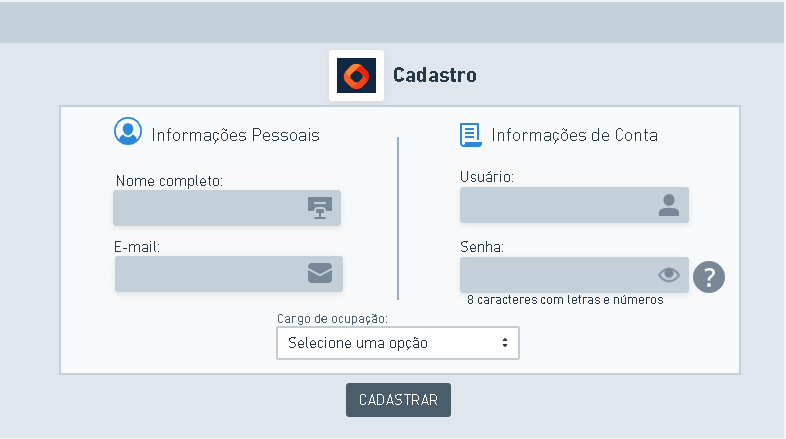 Cadastro
Informações Pessoais
Nome completo:
E-mail:
Informações de Conta
Usuário:
Senha:
?
8 caracteres com letras e números
Cargo de ocupação:
Selecione uma opção
CADASTRAR